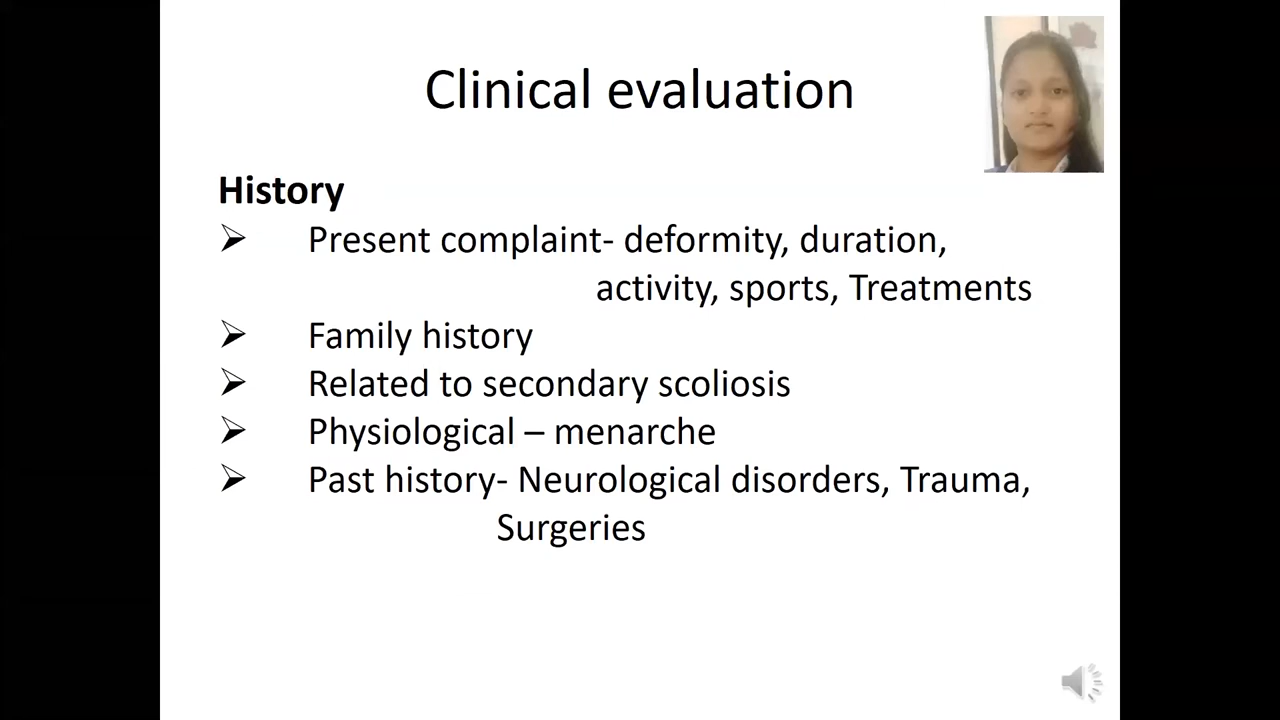 Clinical evaluation
History
➢ Present complaint- deformity, duration,
activity, sports, Treatments
➢ Family history
➢ Related to secondary scoliosis
➢ Physiological – menarche
➢ Past history- Neurological disorders, Trauma,
Surgeries